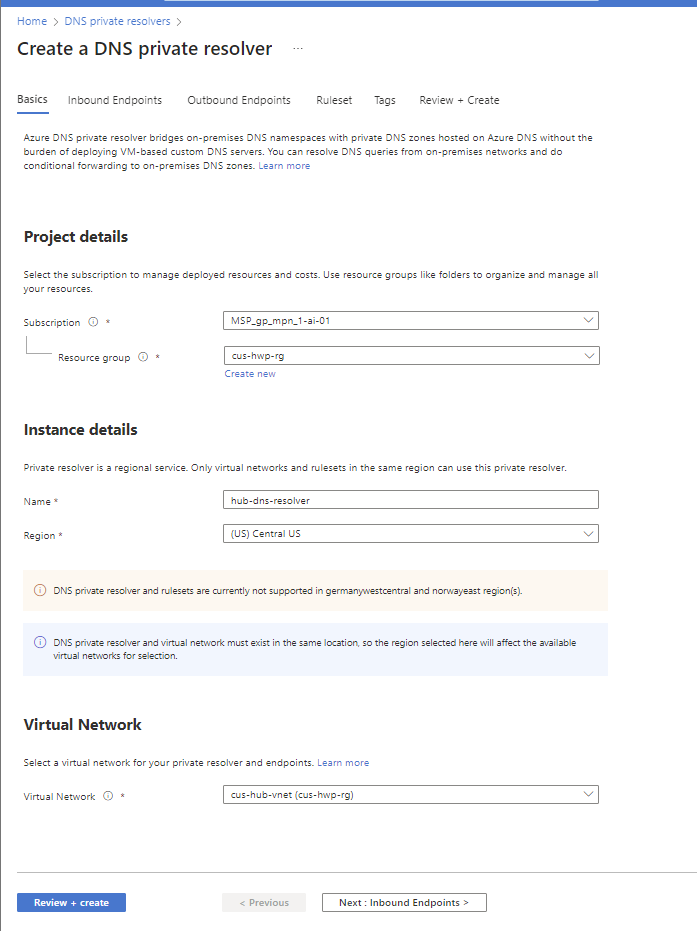 Home > DNS private resolvers >
Create a DNS private resolver ...
Basics Inbound Endpoints Outbound Endpoints Ruleset Tags Review + Create
Azure DNS private resolver bridges on-premises DNS namespaces with private DNS zones hosted on Azure DNS without the
burden of deploying VM-based custom DNS servers. You can resolve DNS queries from on-premises networks and do
conditional forwarding to on-premises DNS zones. Learn more
Project details
Select the subscription to manage deployed resources and costs. Use resource groups like folders to organize and manage all
your resources.
Subscription * MSP_gp_mpn_1-ai-01
Resource group * cus-hwp-rg
Create new
Instance details
Private resolver is a regional service. Only virtual networks and rulesets in the same region can use this private resolver.
Name * hub-dns-resolver
Region * (US) Central US
DNS private resolver and rulesets are currently not supported in germanywestcentral and norwayeast region(s).
DNS private resolver and virtual network must exist in the same location, so the region selected here will affect the available
virtual networks for selection.
Virtual Network
Select a virtual network for your private resolver and endpoints. Learn more
Virtual Network * cus-hub-vnet (cus-hwp-rg)
Review + create < Previous Next : Inbound Endpoints >